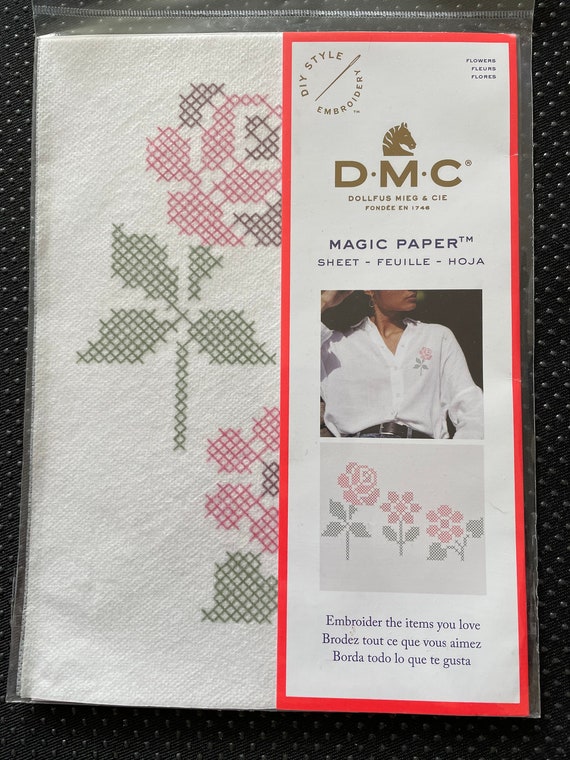 DIY STYLE
EMBROIDERY™
FLOWERS
FLEURS
FLORES
D·M·C®
DOLLFUS MIEG & CIE
FONDÉE EN 1746
MAGIC PAPER™
SHEET – FEUILLE – HOJA
Embroider the items you love
Brodez tout ce que vous aimez
Borda todo lo que te gusta